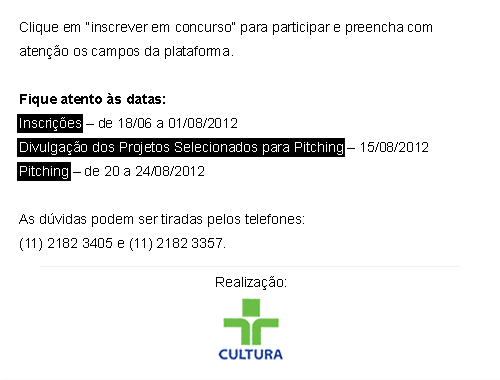 Clique em "inscrever em concurso" para participar e preencha com
atenção os campos da plataforma.
Fique atento às datas:
Inscrições – de 18/06 a 01/08/2012
Divulgação dos Projetos Selecionados para Pitching – 15/08/2012
Pitching – de 20 a 24/08/2012
As dúvidas podem ser tiradas pelos telefones:
(11) 2182 3405 e (11) 2182 3357.
Realização:
CULTURA